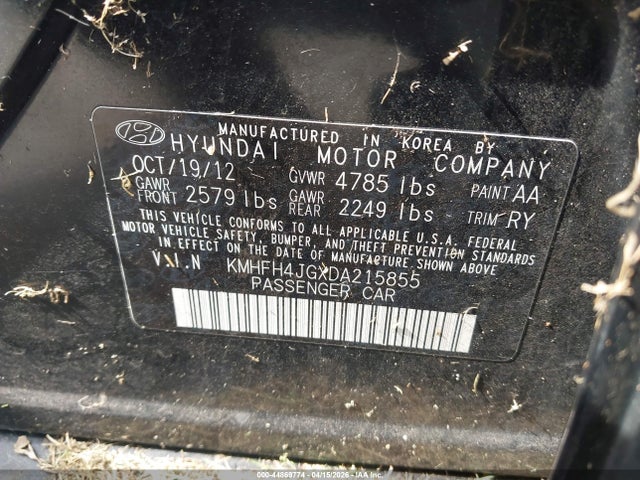 MANUFACTURED IN KOREA BY
HYUNDAI MOTOR COMPANY
OCT/19/12 GVWR 4785 lbs PAINT AA
GAWR FRONT 2579 lbs GAWR REAR 2249 lbs TRIM RY
THIS VEHICLE CONFORMS TO ALL APPLICABLE U.S.A. FEDERAL
MOTOR VEHICLE SAFETY, BUMPER, AND THEFT PREVENTION STANDARDS
IN EFFECT ON THE DATE OF MANUFACTURE SHOWN ABOVE.
V.I.N KMHFH4JGXDA215855
PASSENGER CAR
000-44669774 - 04/15/2026 - IAA Inc.